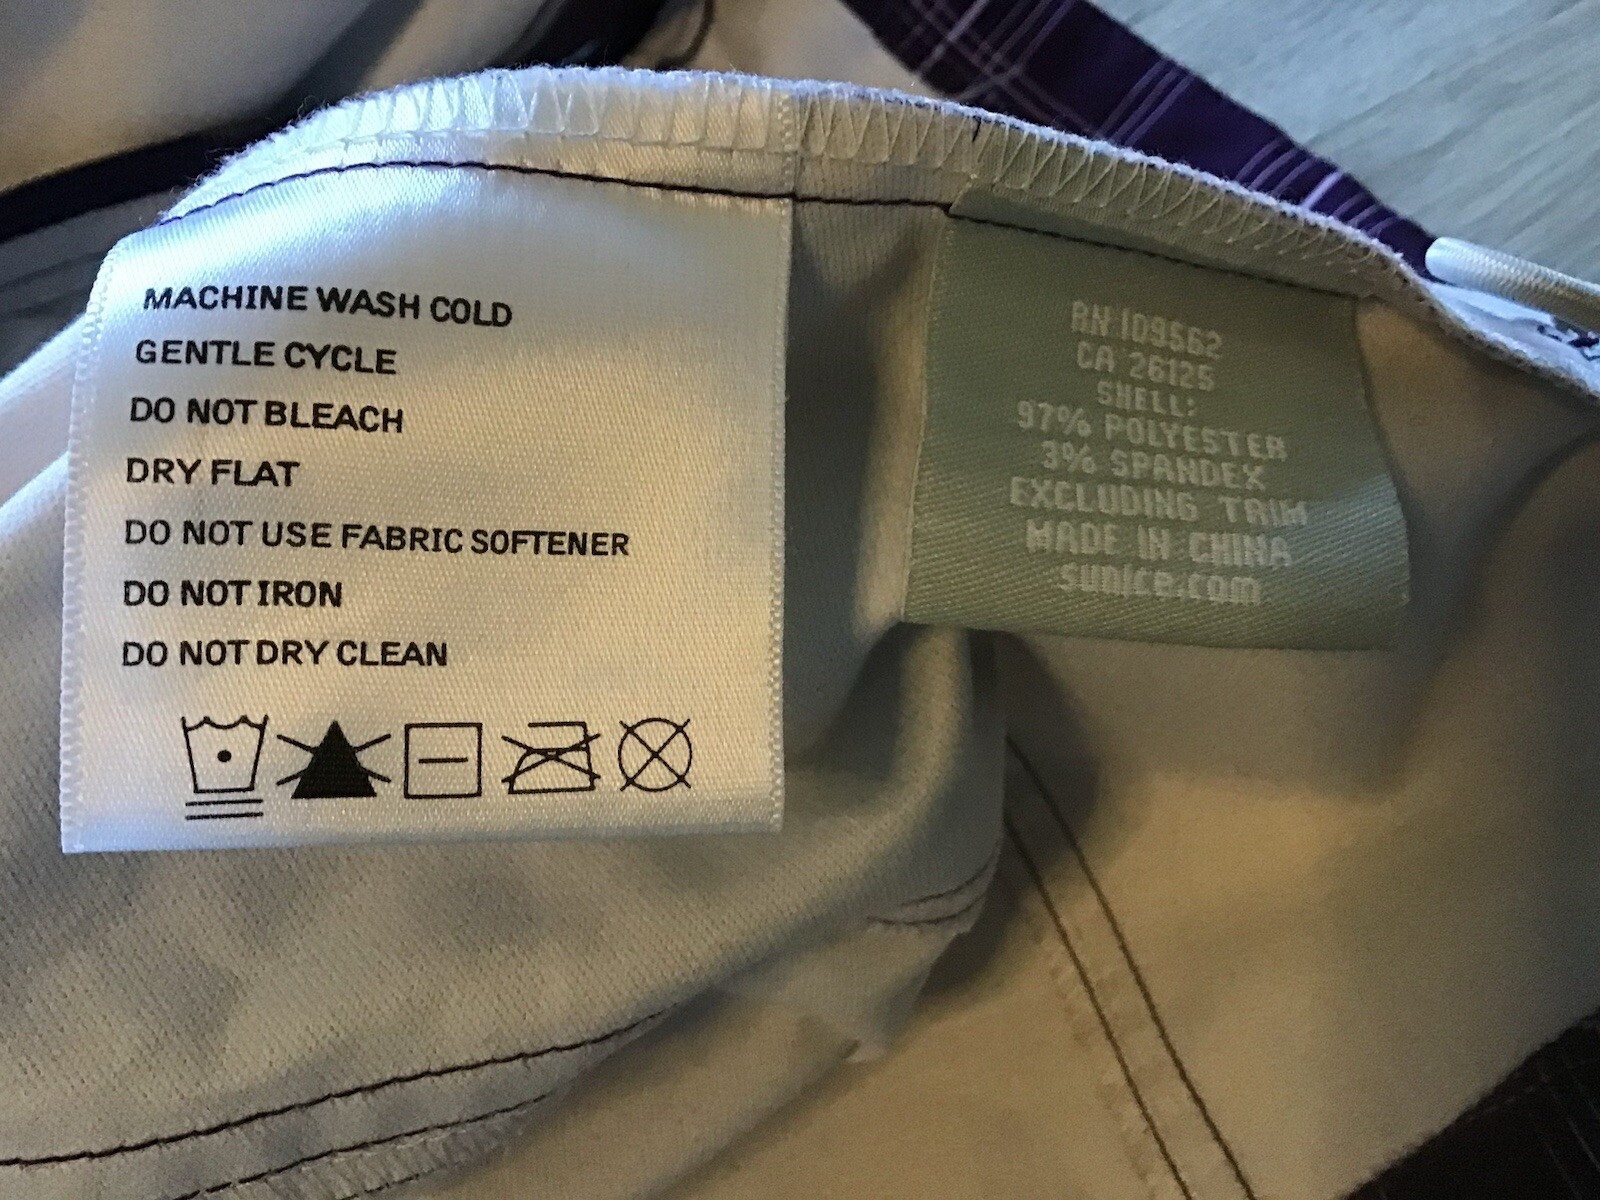 MACHINE WASH COLD
GENTLE CYCLE
DO NOT BLEACH
DRY FLAT
DO NOT USE FABRIC SOFTENER
DO NOT IRON
DO NOT DRY CLEAN
RN 109562
CA 26125
SHELL:
97% POLYESTER
3% SPANDEX
EXCLUDING TRIM
MADE IN CHINA
sunice.com